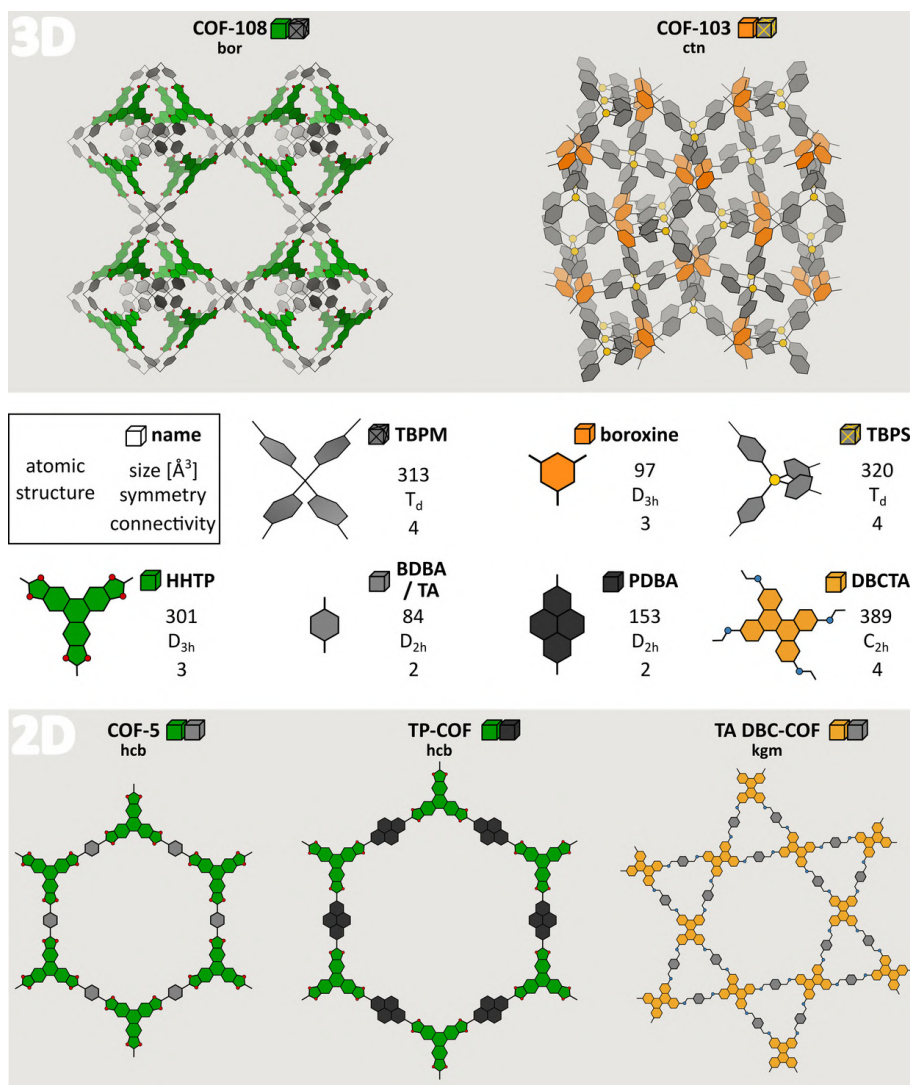 3D
COF-108
bor
COF-103
ctn
name
atomic structure
size [Å³]
symmetry
connectivity
TBPM
313
T_d
4
boroxine
97
D_3h
3
TBPS
320
T_d
4
HHTP
301
D_3h
3
BDBA
/ TA
84
D_2h
2
PDBA
153
D_2h
2
DBCTA
389
C_2h
4
2D
COF-5
hcb
TP-COF
hcb
TA DBC-COF
kgm